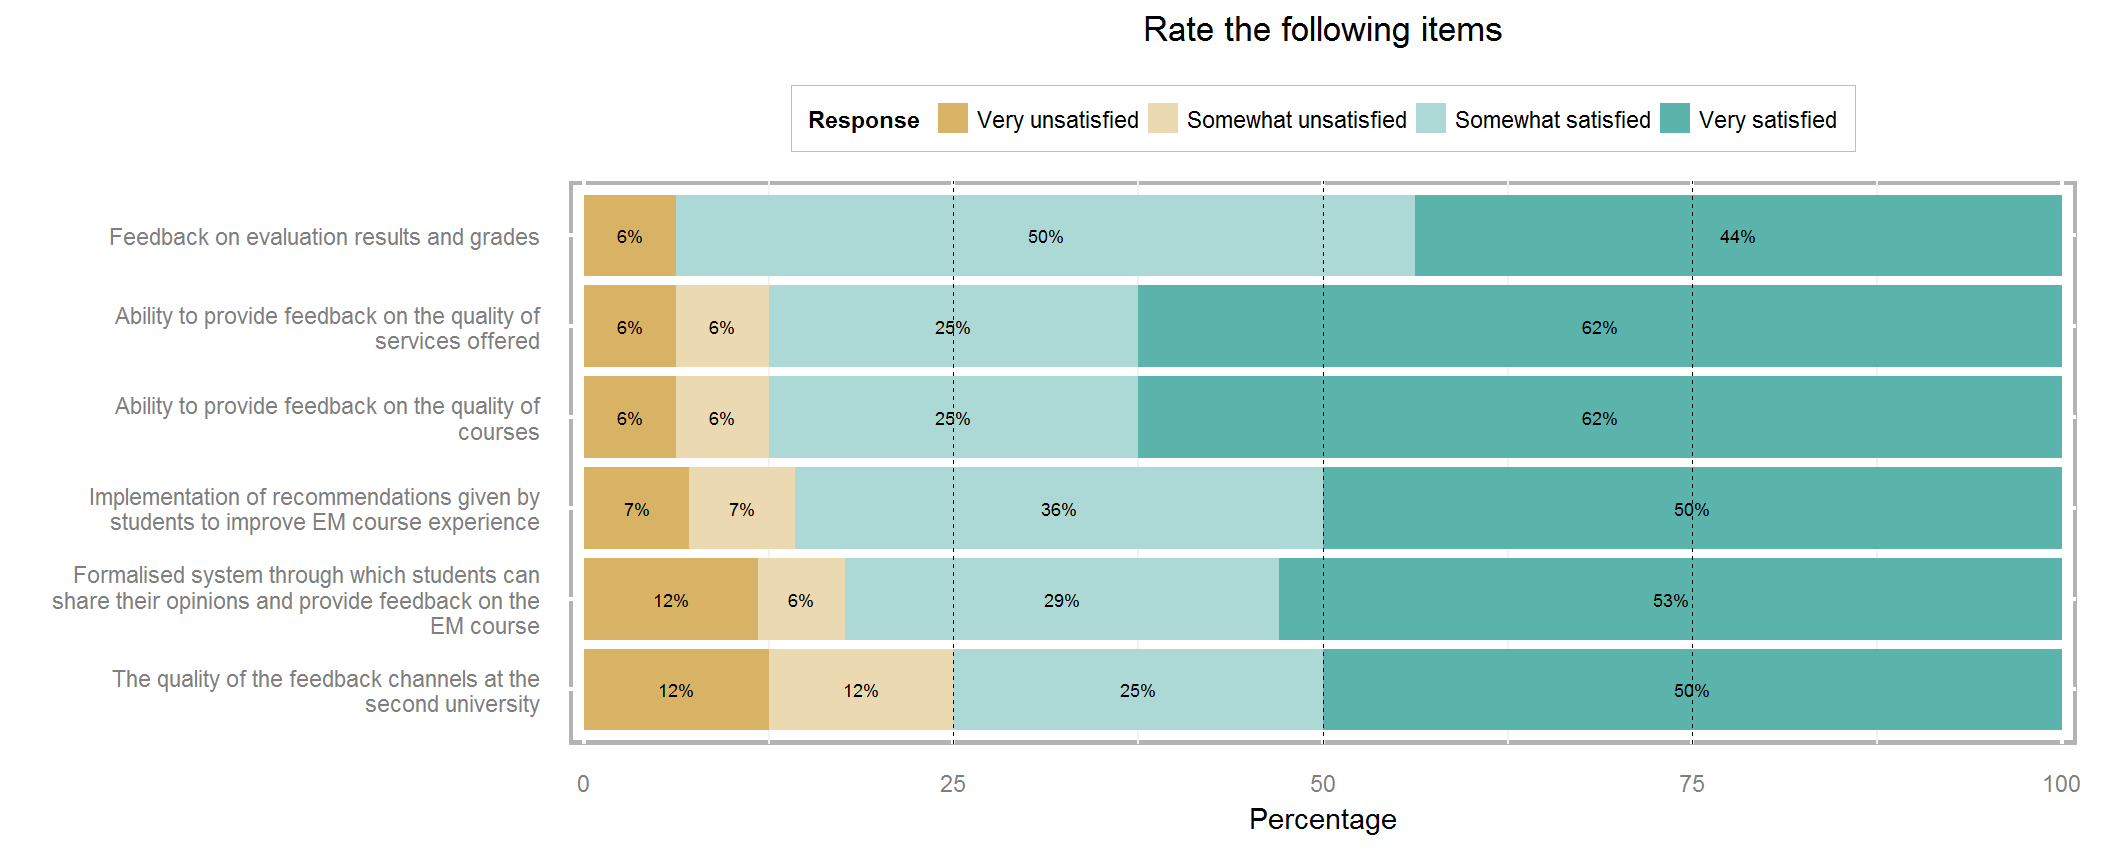 Rate the following items
Response Very unsatisfied Somewhat unsatisfied Somewhat satisfied Very satisfied
Feedback on evaluation results and grades
6% 50% 44%
Ability to provide feedback on the quality of
services offered
6% 6% 25% 62%
Ability to provide feedback on the quality of
courses
6% 6% 25% 62%
Implementation of recommendations given by
students to improve EM course experience
7% 7% 36% 50%
Formalised system through which students can
share their opinions and provide feedback on the
EM course
12% 6% 29% 53%
The quality of the feedback channels at the
second university
12% 12% 25% 50%
0 25 50 75 100
Percentage